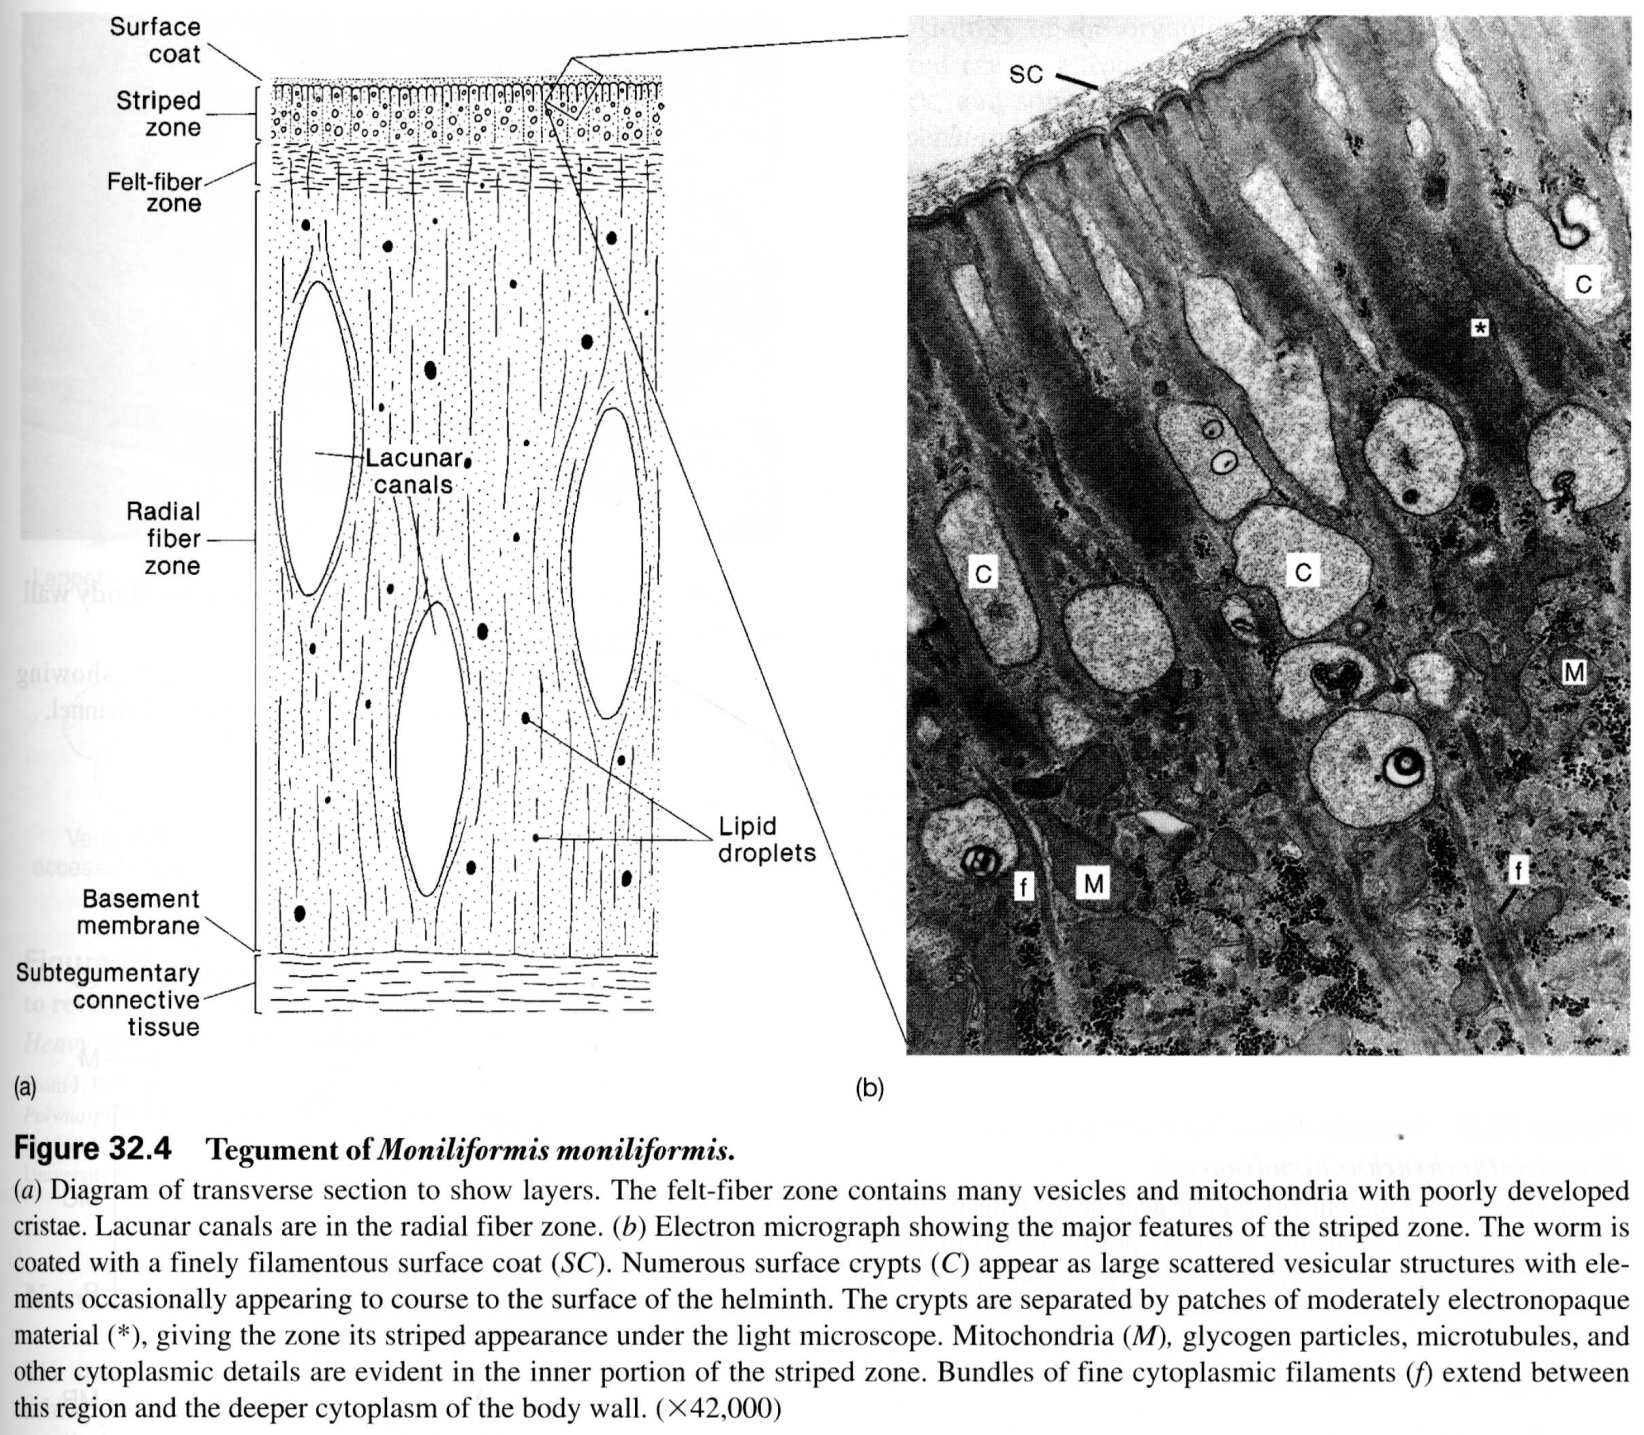 Surface
coat
Striped
zone
Felt-fiber
zone
Radial
fiber
zone
Lacunar
canals
Lipid
droplets
Basement
membrane
Subtegumentary
connective
tissue
(a)
SC
C
*
C
C
M
f
M
f
(b)
Figure 32.4 Tegument of Moniliformis moniliformis.
(a) Diagram of transverse section to show layers. The felt-fiber zone contains many vesicles and mitochondria with poorly developed
cristae. Lacunar canals are in the radial fiber zone. (b) Electron micrograph showing the major features of the striped zone. The worm is
coated with a finely filamentous surface coat (SC). Numerous surface crypts (C) appear as large scattered vesicular structures with ele-
ments occasionally appearing to course to the surface of the helminth. The crypts are separated by patches of moderately electronopaque
material (*), giving the zone its striped appearance under the light microscope. Mitochondria (M), glycogen particles, microtubules, and
other cytoplasmic details are evident in the inner portion of the striped zone. Bundles of fine cytoplasmic filaments (f) extend between
this region and the deeper cytoplasm of the body wall. (×42,000)